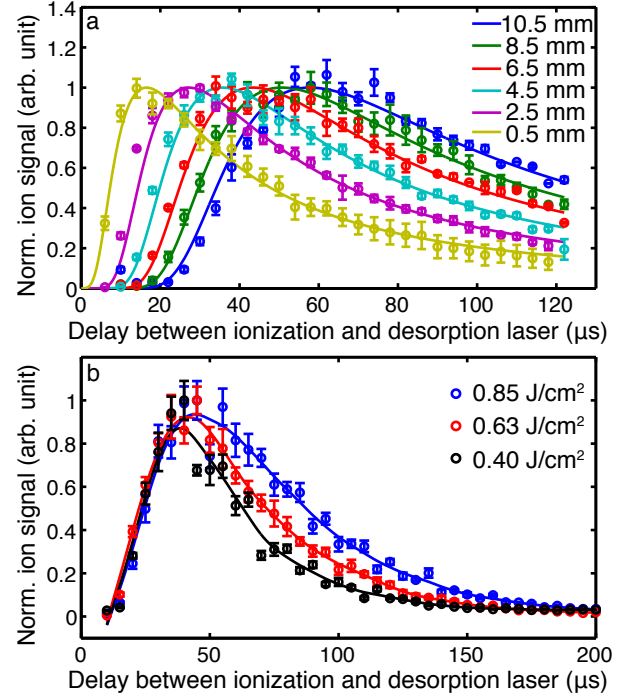 a
1.4
1.2
1.0
0.8
0.6
0.4
0.2
0
Norm. ion signal (arb. unit)
10.5 mm
8.5 mm
6.5 mm
4.5 mm
2.5 mm
0.5 mm
0 20 40 60 80 100 120
Delay between ionization and desorption laser (µs)
b
1
0.8
0.6
0.4
0.2
0
Norm. ion signal (arb. unit)
0.85 J/cm²
0.63 J/cm²
0.40 J/cm²
0 50 100 150 200
Delay between ionization and desorption laser (µs)